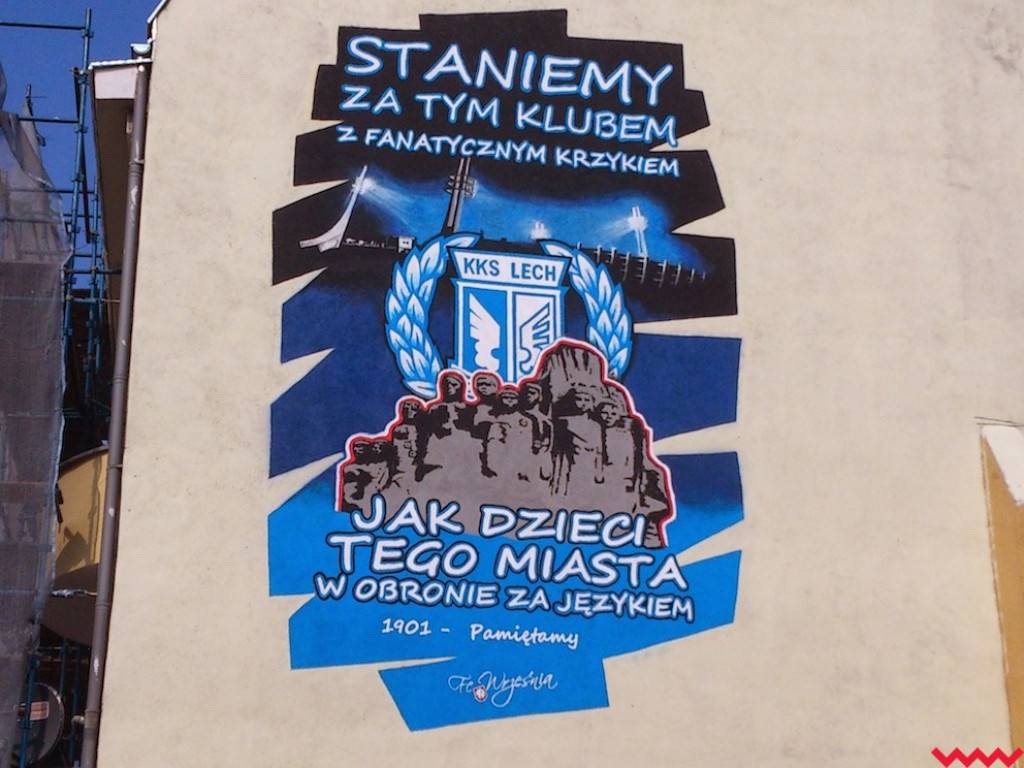 STANIEMY
ZA TYM KLUBEM
Z FANATYCZNYM KRZYKIEM
KKS LECH
JAK DZIECI
TEGO MIASTA
W OBRONIE ZA JĘZYKIEM
1901 - Pamiętamy
Fc Września